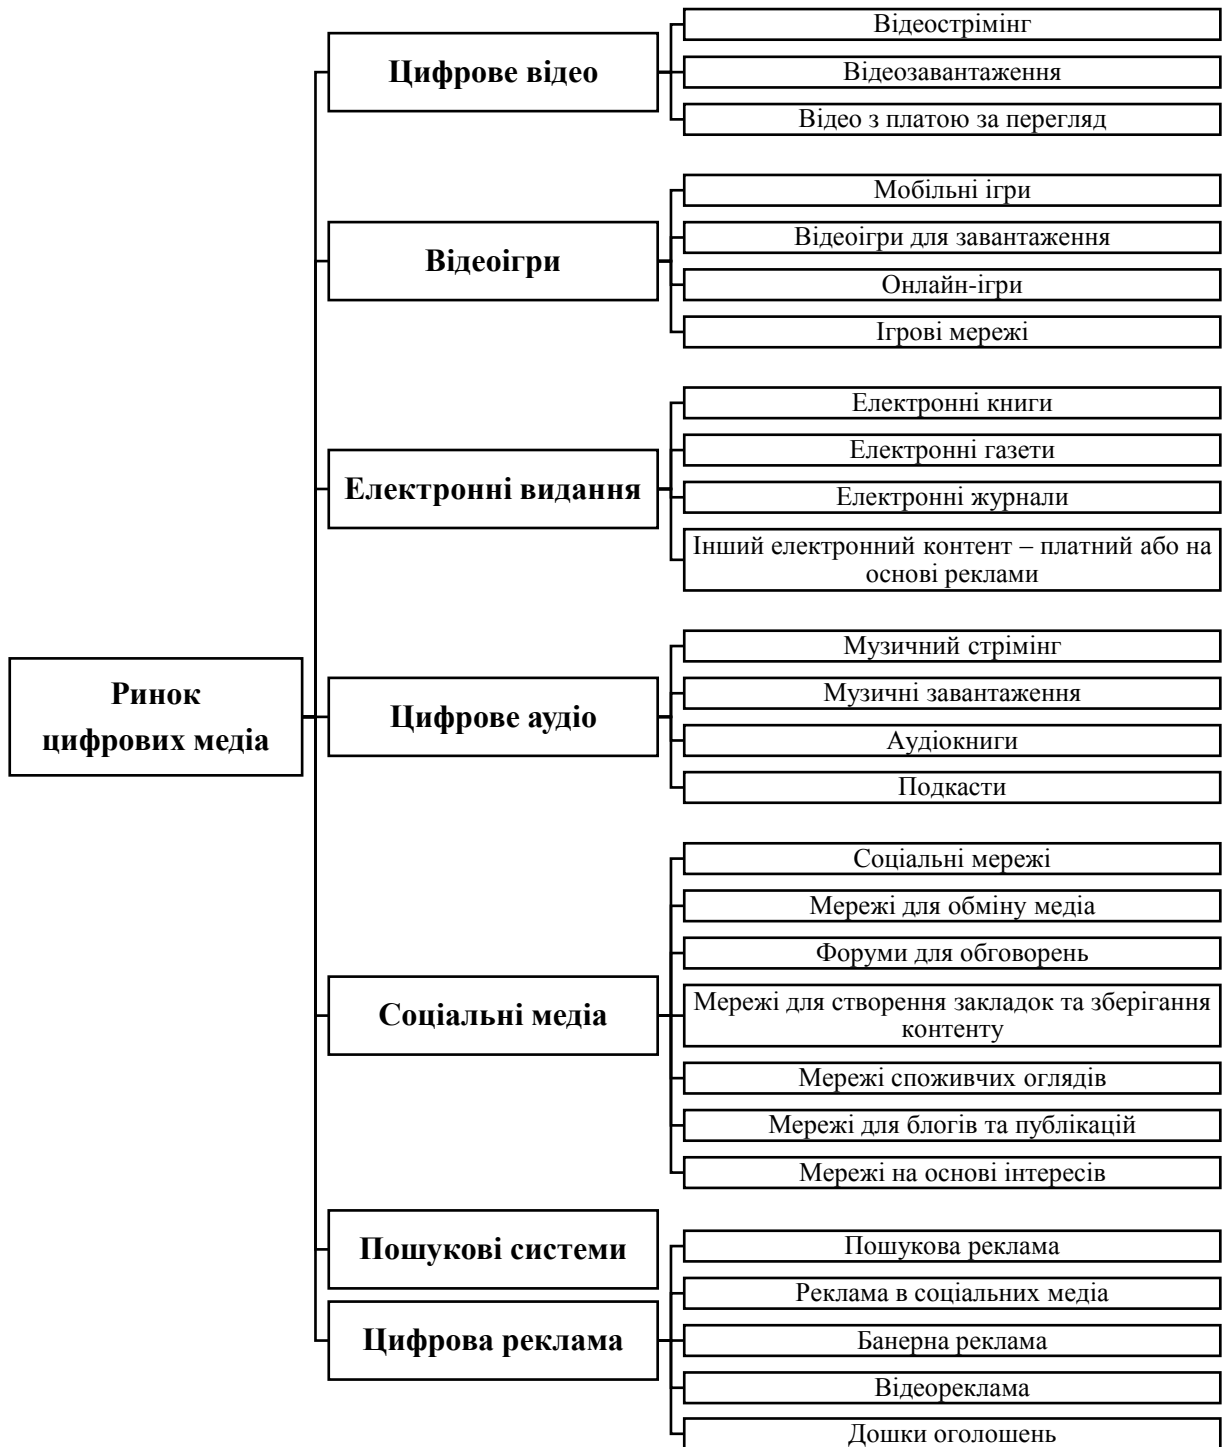 Цифрове відео
Відеострімінг
Відеозавантаження
Відео з платою за перегляд
Відеоігри
Мобільні ігри
Відеоігри для завантаження
Онлайн-ігри
Ігрові мережі
Електронні видання
Електронні книги
Електронні газети
Електронні журнали
Інший електронний контент – платний або на
основі реклами
Ринок
цифрових медіа
Цифрове аудіо
Музичний стрімінг
Музичні завантаження
Аудіокниги
Подкасти
Соціальні медіа
Соціальні мережі
Мережі для обміну медіа
Форуми для обговорень
Мережі для створення закладок та зберігання
контенту
Мережі споживчих оглядів
Мережі для блогів та публікацій
Мережі на основі інтересів
Пошукові системи
Цифрова реклама
Пошукова реклама
Реклама в соціальних медіа
Банерна реклама
Відеореклама
Дошки оголошень